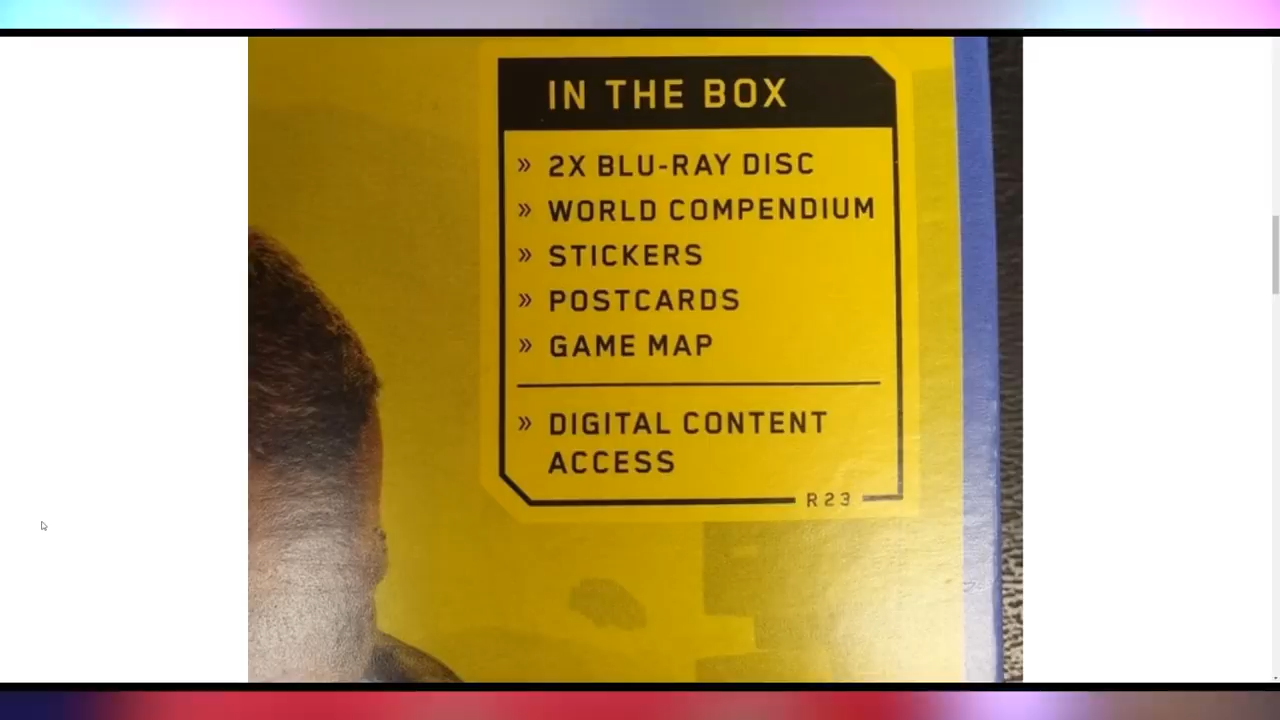 IN THE BOX
» 2X BLU-RAY DISC
» WORLD COMPENDIUM
» STICKERS
» POSTCARDS
» GAME MAP
» DIGITAL CONTENT
ACCESS
R23